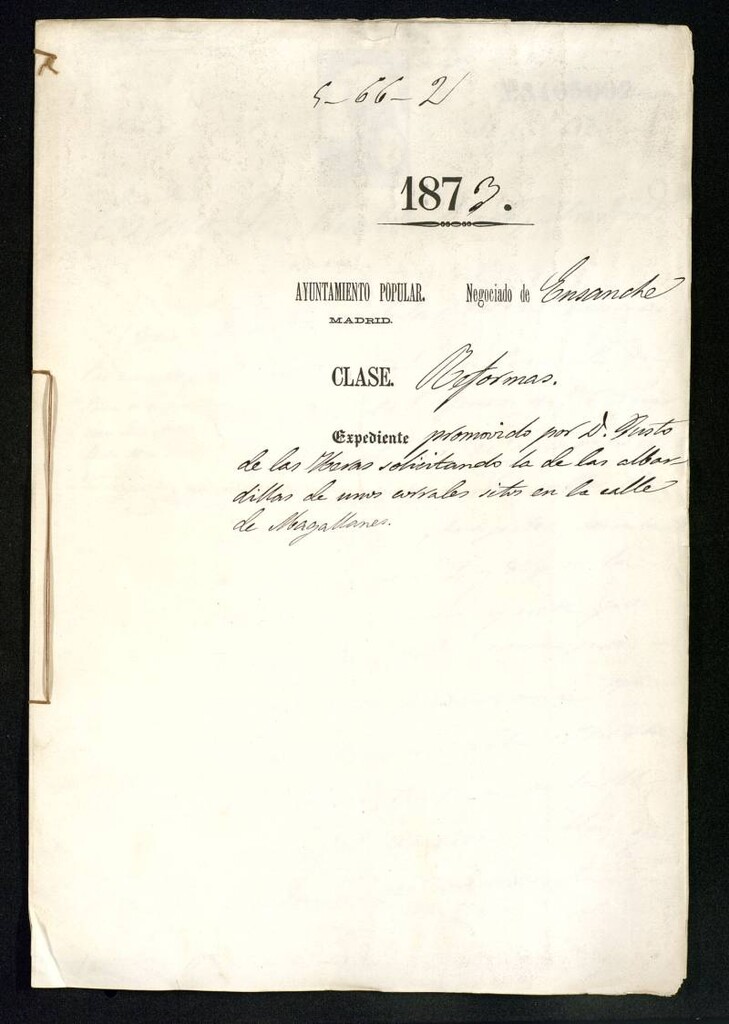 5-66-2
1873.
AYUNTAMIENTO POPULAR. Negociado de Ensanche
MADRID.
CLASE. Reformas.
Expediente promovido por D. Justo
de las Heras solicitando la de las albar-
dillas de unos corrales sitos en la calle
de Magallanes.